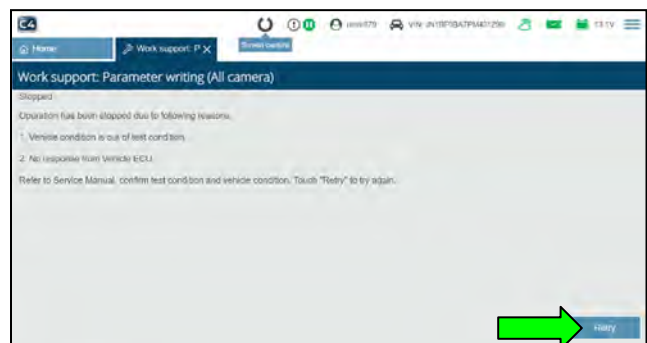 C4
13.1V
Home
Work support: P X
Screen capture
Work support: Parameter writing (All camera)
Stopped
Operation has been stopped due to following reasons.
1. Vehicle condition is out of test condition.
2. No response from Vehicle ECU.
Refer to Service Manual, confirm test condition and vehicle condition. Touch "Retry" to try again.
Retry